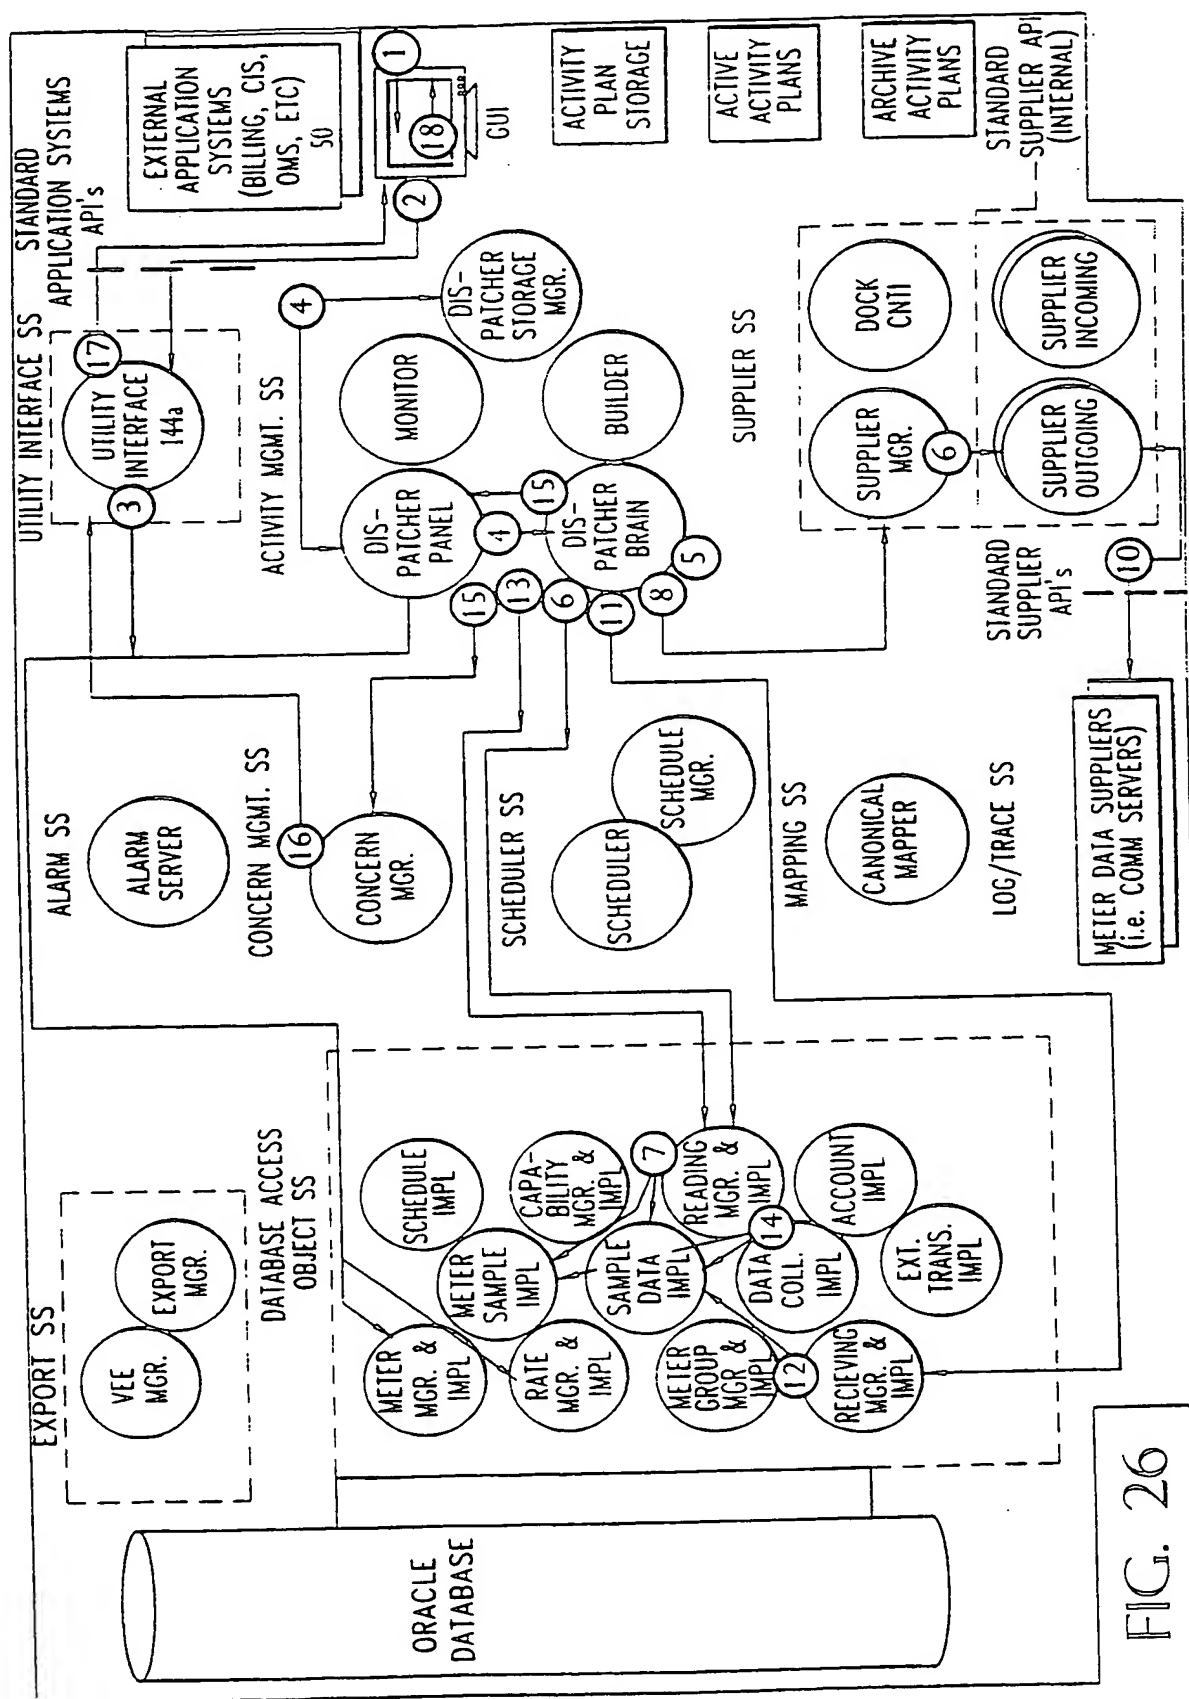 EXPORT SS
VEE
MGR.
EXPORT
MGR.
ALARM SS
ALARM
SERVER
UTILITY INTERFACE SS
UTILITY
INTERFACE
144a
17
3
STANDARD
APPLICATION SYSTEMS
API's
EXTERNAL
APPLICATION
SYSTEMS
(BILLING, CIS,
OMS, ETC)
50
1
18
2
GUI
ACTIVITY
PLAN
STORAGE
ACTIVE
ACTIVITY
PLANS
ARCHIVE
ACTIVITY
PLANS
CONCERN MGMT. SS
16
CONCERN
MGR.
ACTIVITY MGMT. SS
4
DIS-
PATCHER
PANEL
MONITOR
DIS-
PATCHER
STORAGE
MGR.
4
15
DIS-
PATCHER
BRAIN
BUILDER
15
13
6
11
8
5
SCHEDULER SS
SCHEDULER
SCHEDULE
MGR.
SUPPLIER SS
SUPPLIER
MGR.
DOCK
CNTl
6
SUPPLIER
OUTGOING
SUPPLIER
INCOMING
STANDARD
SUPPLIER API
(INTERNAL)
MAPPING SS
CANONICAL
MAPPER
LOG/TRACE SS
STANDARD
SUPPLIER
API's
10
METER DATA SUPPLIERS
(i.e. COMM SERVERS)
DATABASE ACCESS
OBJECT SS
METER
MGR. &
IMPL
SCHEDULE
IMPL
METER
SAMPLE
IMPL
RATE
MGR. &
IMPL
CAPA-
BILITY
MGR. &
IMPL
SAMPLE
DATA
IMPL
7
METER
GROUP
MGR &
IMPL
READING
MGR. &
IMPL
12
14
DATA
COLL.
IMPL
RECIEVING
MGR. &
IMPL
ACCOUNT
IMPL
EXT.
TRANS.
IMPL
ORACLE
DATABASE
FIG. 26